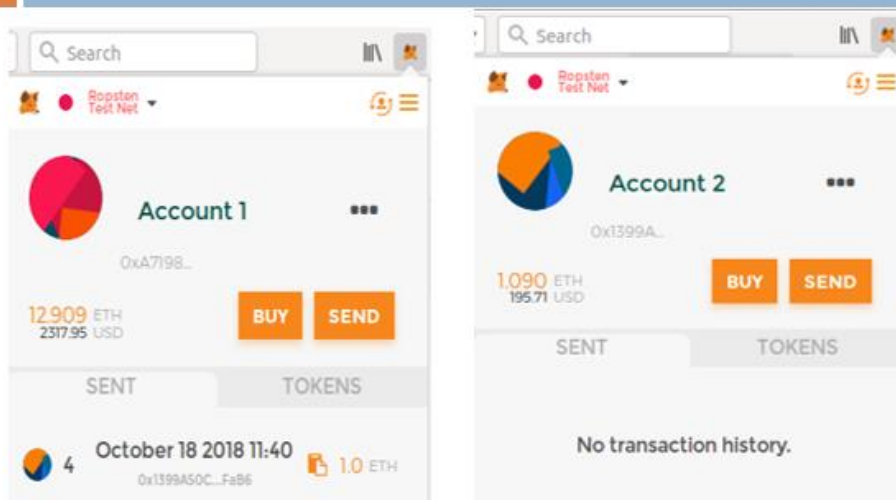 Search
Ropsten
Test Net
Account 1
0xA7198...
12.909 ETH
2317.95 USD
BUY
SEND
SENT
TOKENS
4
October 18 2018 11:40
0x1399A50C...FaB6
1.0 ETH
Search
Ropsten
Test Net
Account 2
0x1399A...
1.090 ETH
195.71 USD
BUY
SEND
SENT
TOKENS
No transaction history.